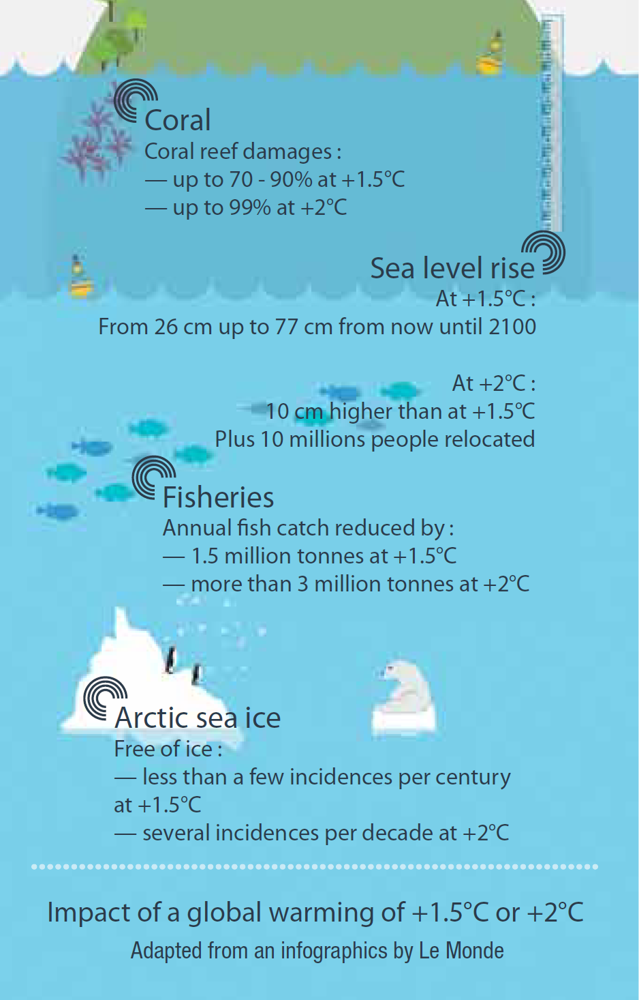 Coral
Coral reef damages :
— up to 70 - 90% at +1.5°C
— up to 99% at +2°C
Sea level rise
At +1.5°C :
From 26 cm up to 77 cm from now until 2100
At +2°C :
10 cm higher than at +1.5°C
Plus 10 millions people relocated
Fisheries
Annual fish catch reduced by :
— 1.5 million tonnes at +1.5°C
— more than 3 million tonnes at +2°C
Arctic sea ice
Free of ice :
— less than a few incidences per century
at +1.5°C
— several incidences per decade at +2°C
Impact of a global warming of +1.5°C or +2°C
Adapted from an infographics by Le Monde